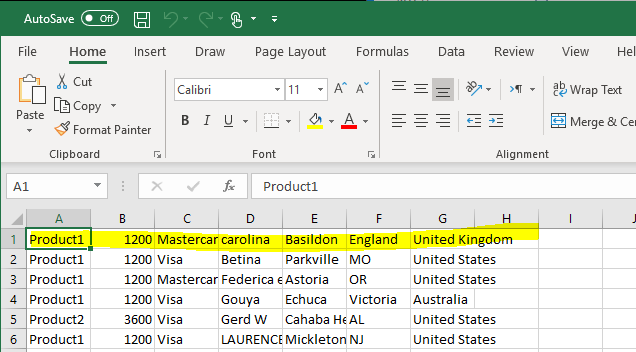 AutoSave Off
File Home Insert Draw Page Layout Formulas Data Review View Help
Cut
Copy
Format Painter
Paste
Calibri 11 A A
B I U A
ab Wrap Text
Merge & Cen
Clipboard Font Alignment
A1 fx Product1
A B C D E F G H I J
1 Product1 1200 Mastercar carolina Basildon England United Kingdom
2 Product1 1200 Visa Betina Parkville MO United States
3 Product1 1200 Mastercar Federica e Astoria OR United States
4 Product1 1200 Visa Gouya Echuca Victoria Australia
5 Product2 3600 Visa Gerd W Cahaba He AL United States
6 Product1 1200 Visa LAURENCE Mickleton NJ United States